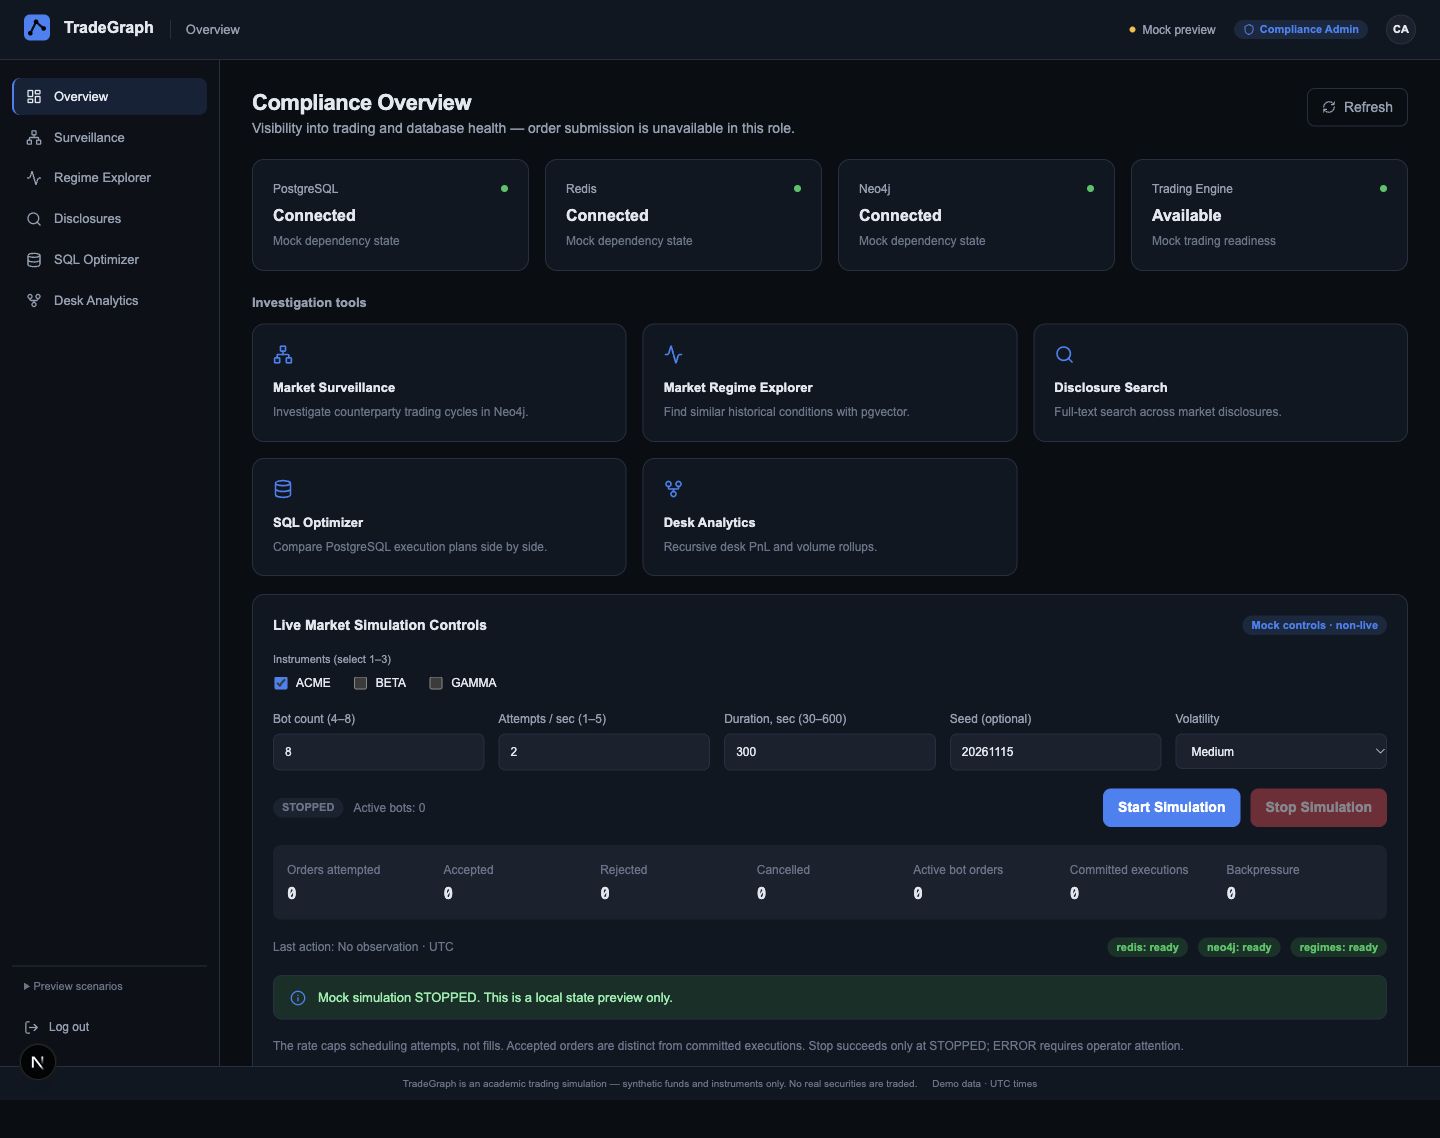 TradeGraph
Overview
Mock preview
Compliance Admin
CA
Overview
Surveillance
Regime Explorer
Disclosures
SQL Optimizer
Desk Analytics
Preview scenarios
Log out
N
Compliance Overview
Refresh
Visibility into trading and database health — order submission is unavailable in this role.
PostgreSQL
Connected
Mock dependency state
Redis
Connected
Mock dependency state
Neo4j
Connected
Mock dependency state
Trading Engine
Available
Mock trading readiness
Investigation tools
Market Surveillance
Investigate counterparty trading cycles in Neo4j.
Market Regime Explorer
Find similar historical conditions with pgvector.
Disclosure Search
Full-text search across market disclosures.
SQL Optimizer
Compare PostgreSQL execution plans side by side.
Desk Analytics
Recursive desk PnL and volume rollups.
Live Market Simulation Controls
Mock controls · non-live
Instruments (select 1–3)
ACME BETA GAMMA
Bot count (4–8)
8
Attempts / sec (1–5)
2
Duration, sec (30–600)
300
Seed (optional)
20261115
Volatility
Medium
STOPPED Active bots: 0
Start Simulation
Stop Simulation
Orders attempted
0
Accepted
0
Rejected
0
Cancelled
0
Active bot orders
0
Committed executions
0
Backpressure
0
Last action: No observation · UTC
redis: ready
neo4j: ready
regimes: ready
Mock simulation STOPPED. This is a local state preview only.
The rate caps scheduling attempts, not fills. Accepted orders are distinct from committed executions. Stop succeeds only at STOPPED; ERROR requires operator attention.
TradeGraph is an academic trading simulation — synthetic funds and instruments only. No real securities are traded. Demo data · UTC times